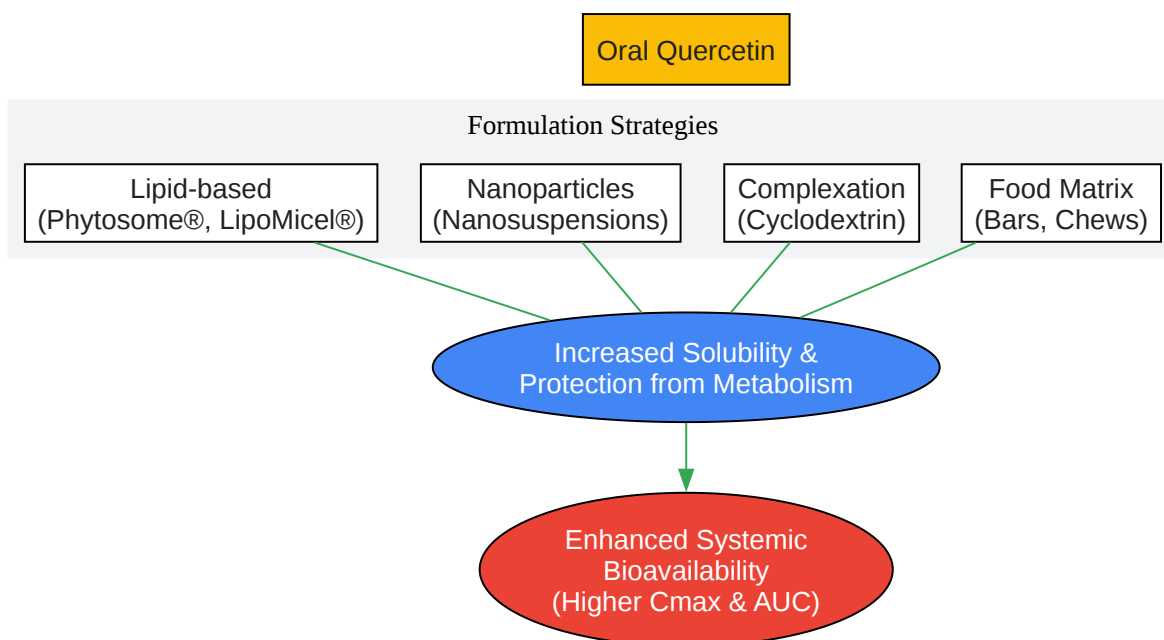 Oral Quercetin
Formulation Strategies
Lipid-based
(Phytosome®, LipoMicel®)
Nanoparticles
(Nanosuspensions)
Complexation
(Cyclodextrin)
Food Matrix
(Bars, Chews)
Increased Solubility &
Protection from Metabolism
Enhanced Systemic
Bioavailability
(Higher Cmax & AUC)